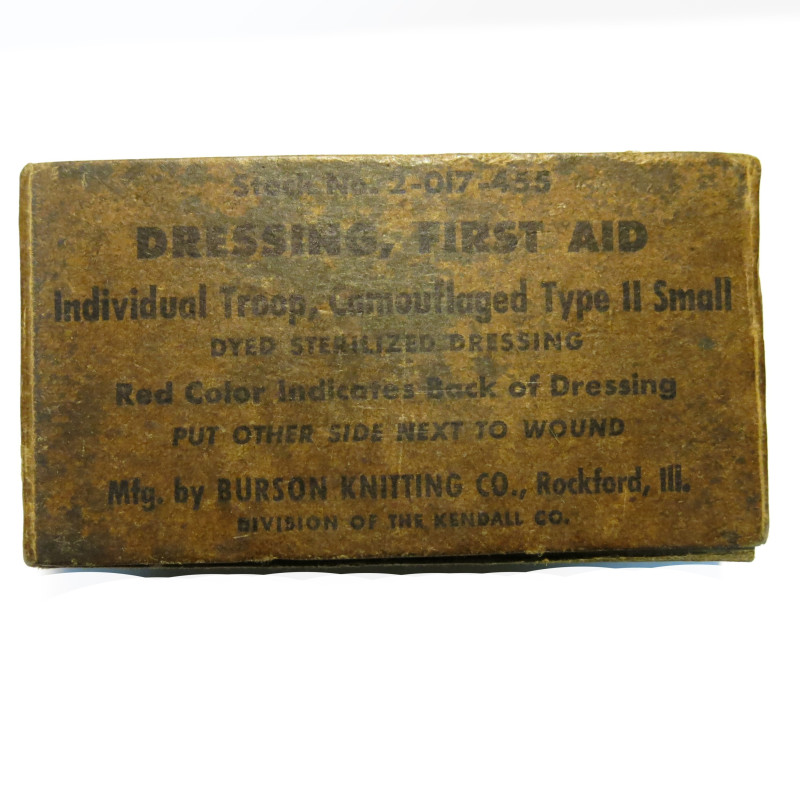 Stock No. 2-017-455
DRESSING, FIRST AID
Individual Troop, Camouflaged Type II Small
DYED STERILIZED DRESSING
Red Color Indicates Back of Dressing
PUT OTHER SIDE NEXT TO WOUND
Mfg. by BURSON KNITTING CO., Rockford, Ill.
DIVISION OF THE KENDALL CO.